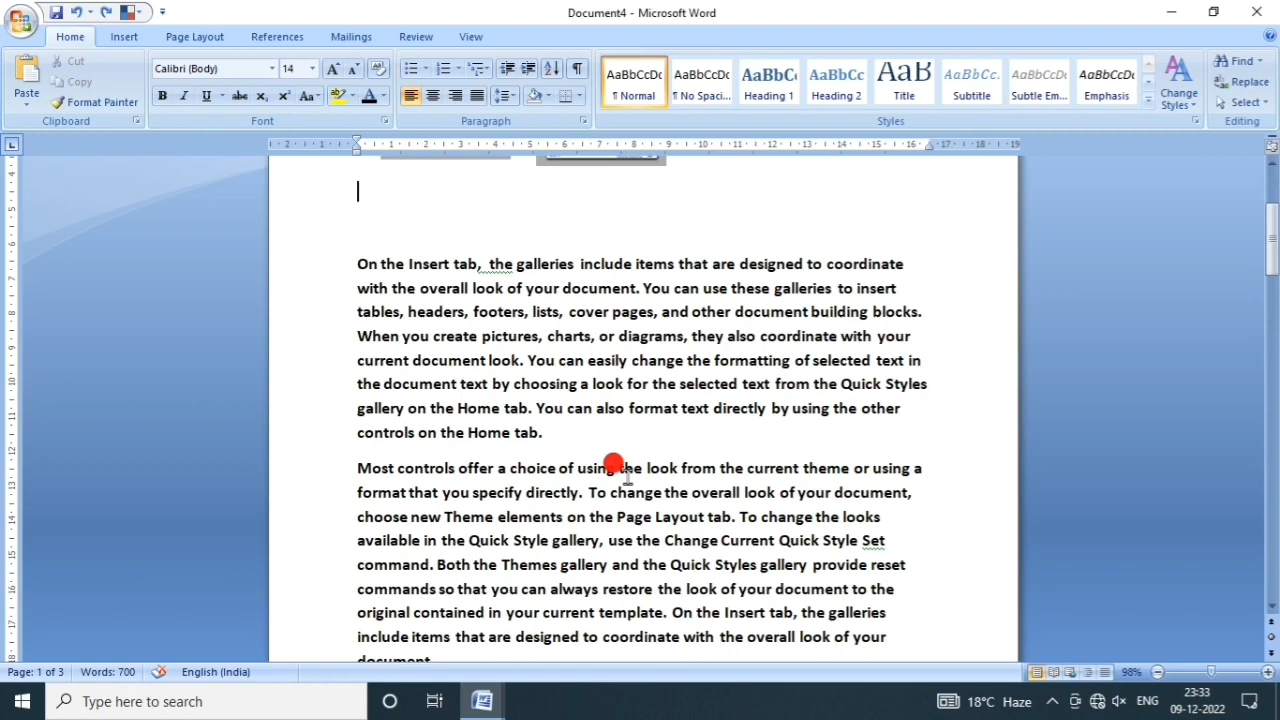 Document4 - Microsoft Word
Home Insert Page Layout References Mailings Review View
Paste
Cut
Copy
Format Painter
Clipboard
Calibri (Body) 14
Font
Paragraph
AaBbCcDc AaBbCcDc AaBbC AaBbCc AaB AaBbCc. AaBbCcDc AaBbCcDc
¶ Normal ¶ No Spaci... Heading 1 Heading 2 Title Subtitle Subtle Em... Emphasis
Change
Styles
Styles
Find
Replace
Select
Editing
On the Insert tab, the galleries include items that are designed to coordinate
with the overall look of your document. You can use these galleries to insert
tables, headers, footers, lists, cover pages, and other document building blocks.
When you create pictures, charts, or diagrams, they also coordinate with your
current document look. You can easily change the formatting of selected text in
the document text by choosing a look for the selected text from the Quick Styles
gallery on the Home tab. You can also format text directly by using the other
controls on the Home tab.
Most controls offer a choice of using the look from the current theme or using a
format that you specify directly. To change the overall look of your document,
choose new Theme elements on the Page Layout tab. To change the looks
available in the Quick Style gallery, use the Change Current Quick Style Set
command. Both the Themes gallery and the Quick Styles gallery provide reset
commands so that you can always restore the look of your document to the
original contained in your current template. On the Insert tab, the galleries
include items that are designed to coordinate with the overall look of your
document.
Page: 1 of 3 Words: 700 English (India) 98%
Type here to search
18°C Haze ENG
23:33
09-12-2022